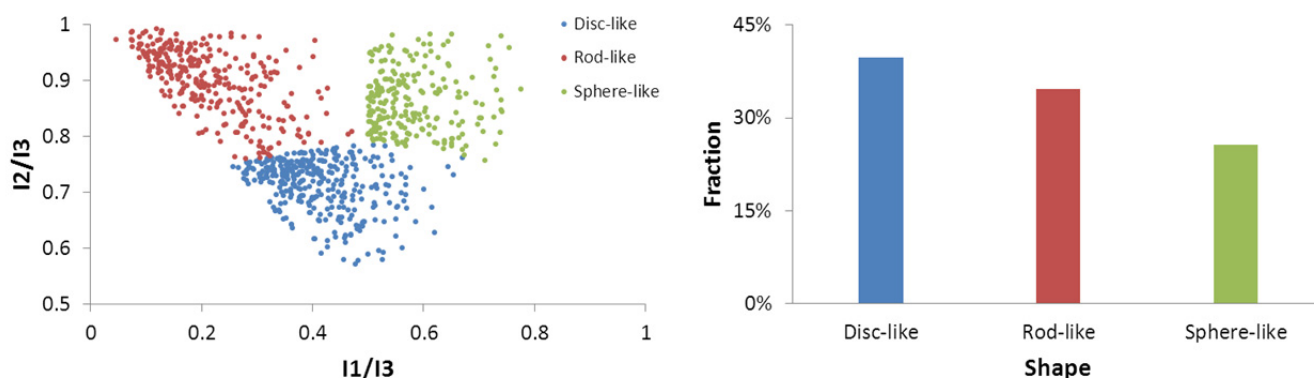 1
0.9
0.8
0.7
0.6
0.5
I2/I3
0 0.2 0.4 0.6 0.8 1
I1/I3
Disc-like
Rod-like
Sphere-like
45%
30%
15%
0%
Fraction
Disc-like Rod-like Sphere-like
Shape